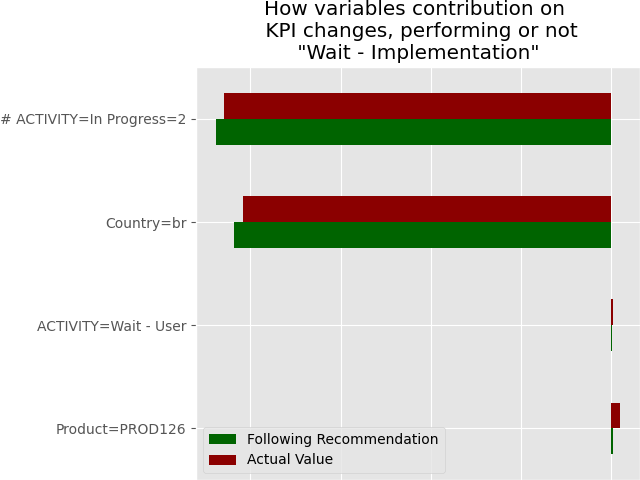 How variables contribution on
KPI changes, performing or not
"Wait - Implementation"
# ACTIVITY=In Progress=2
Country=br
ACTIVITY=Wait - User
Product=PROD126
Following Recommendation
Actual Value